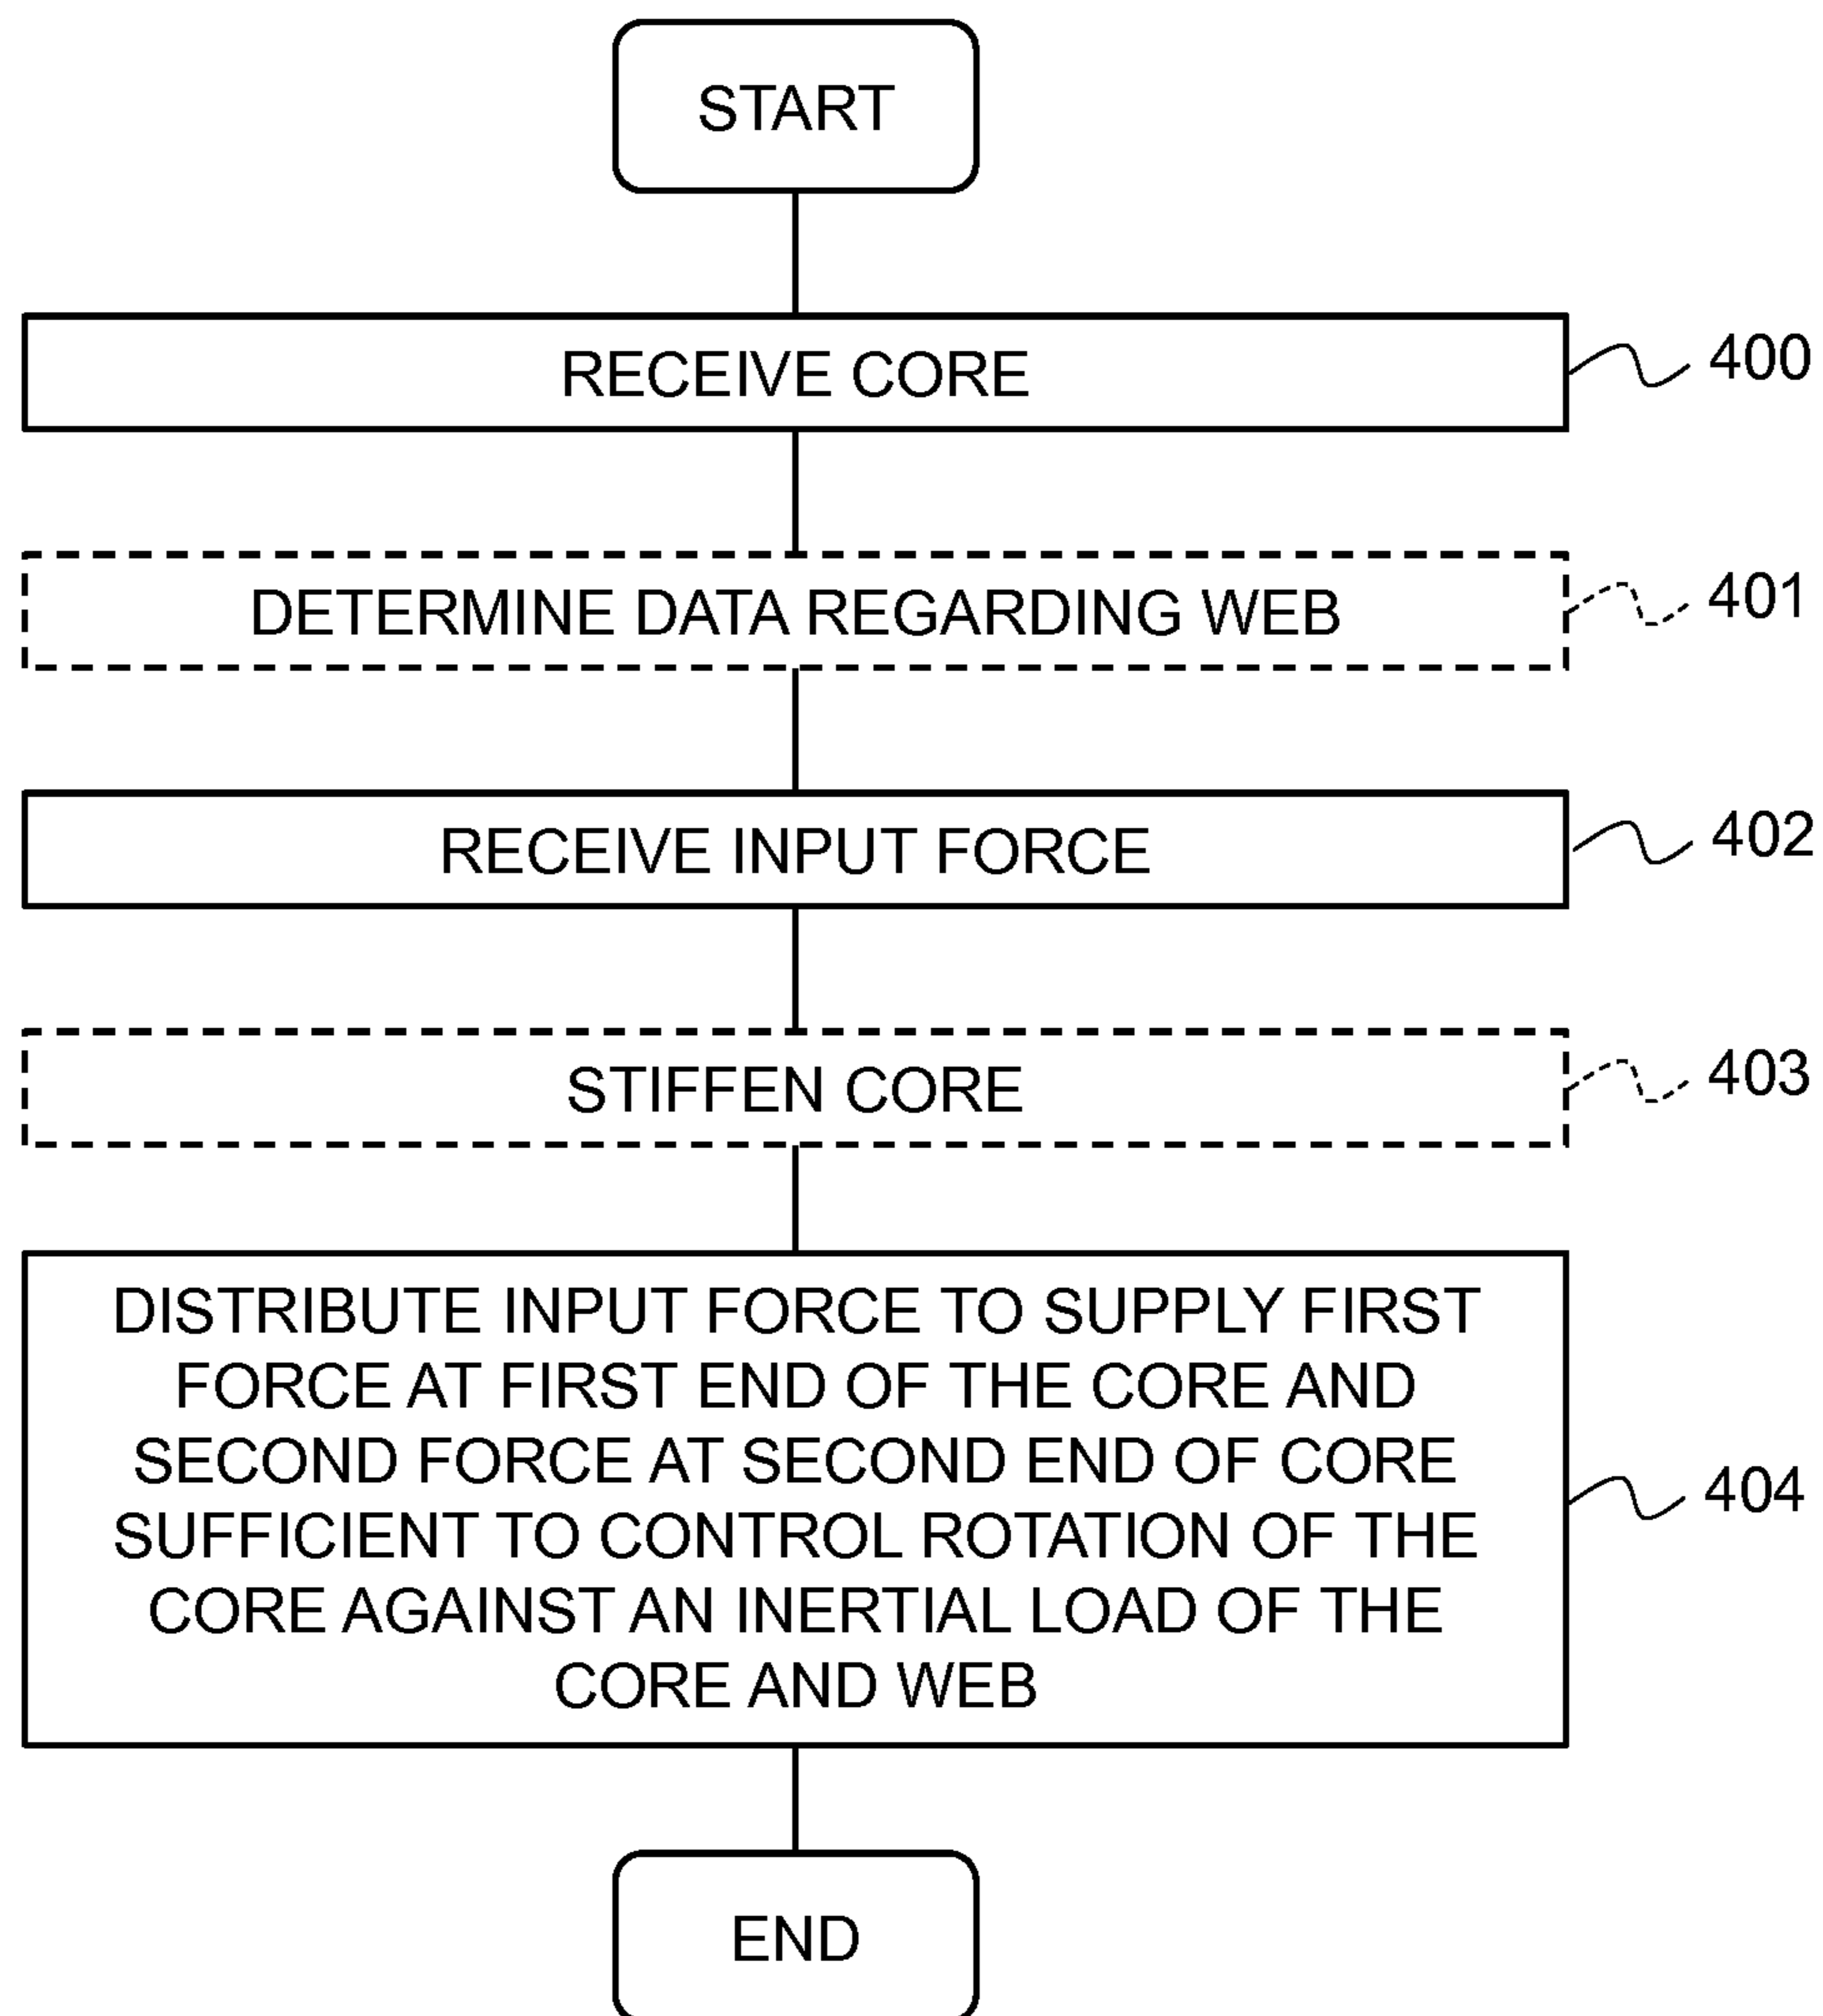 START
RECEIVE CORE
400
DETERMINE DATA REGARDING WEB
401
RECEIVE INPUT FORCE
402
STIFFEN CORE
403
DISTRIBUTE INPUT FORCE TO SUPPLY FIRST
FORCE AT FIRST END OF THE CORE AND
SECOND FORCE AT SECOND END OF CORE
SUFFICIENT TO CONTROL ROTATION OF THE
CORE AGAINST AN INERTIAL LOAD OF THE
CORE AND WEB
404
END